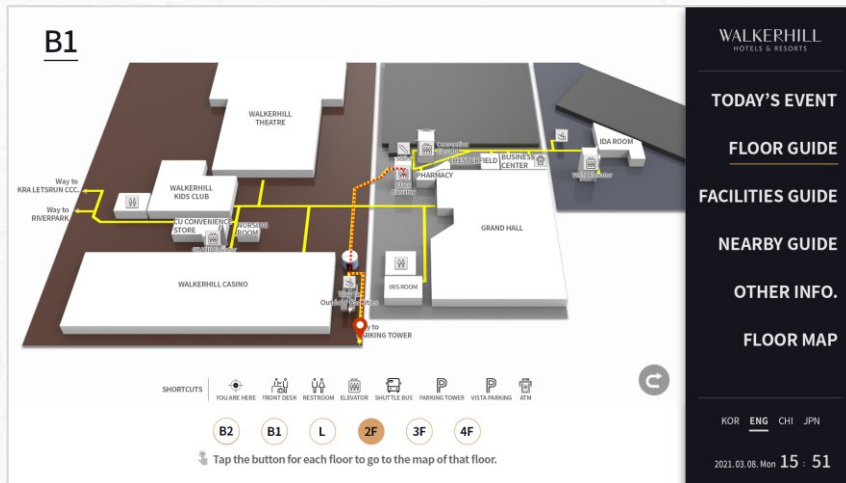 B1
WALKERHILL
THEATRE
Way to
KRA LETSRUN CCC.
Way to
RIVERPARK
WALKERHILL
KIDS CLUB
CU CONVENIENCE
STORE
NURSING
ROOM
WALKERHILL CASINO
Way to
Outdoor Facilities
PARKING TOWER
CHESTERFIELD
BUSINESS
CENTER
PHARMACY
GRAND HALL
IRIS ROOM
IDA ROOM
SHORTCUTS
YOU ARE HERE
FRONT DESK
RESTROOM
ELEVATOR
SHUTTLE BUS
P
PARKING TOWER
P
VISTA PARKING
ATM
ATM
B2
B1
L
2F
3F
4F
Tap the button for each floor to go to the map of that floor.
WALKERHILL
HOTELS & RESORTS
TODAY'S EVENT
FLOOR GUIDE
FACILITIES GUIDE
NEARBY GUIDE
OTHER INFO.
FLOOR MAP
KOR ENG CHI JPN
2021.03.08. Mon 15 : 51